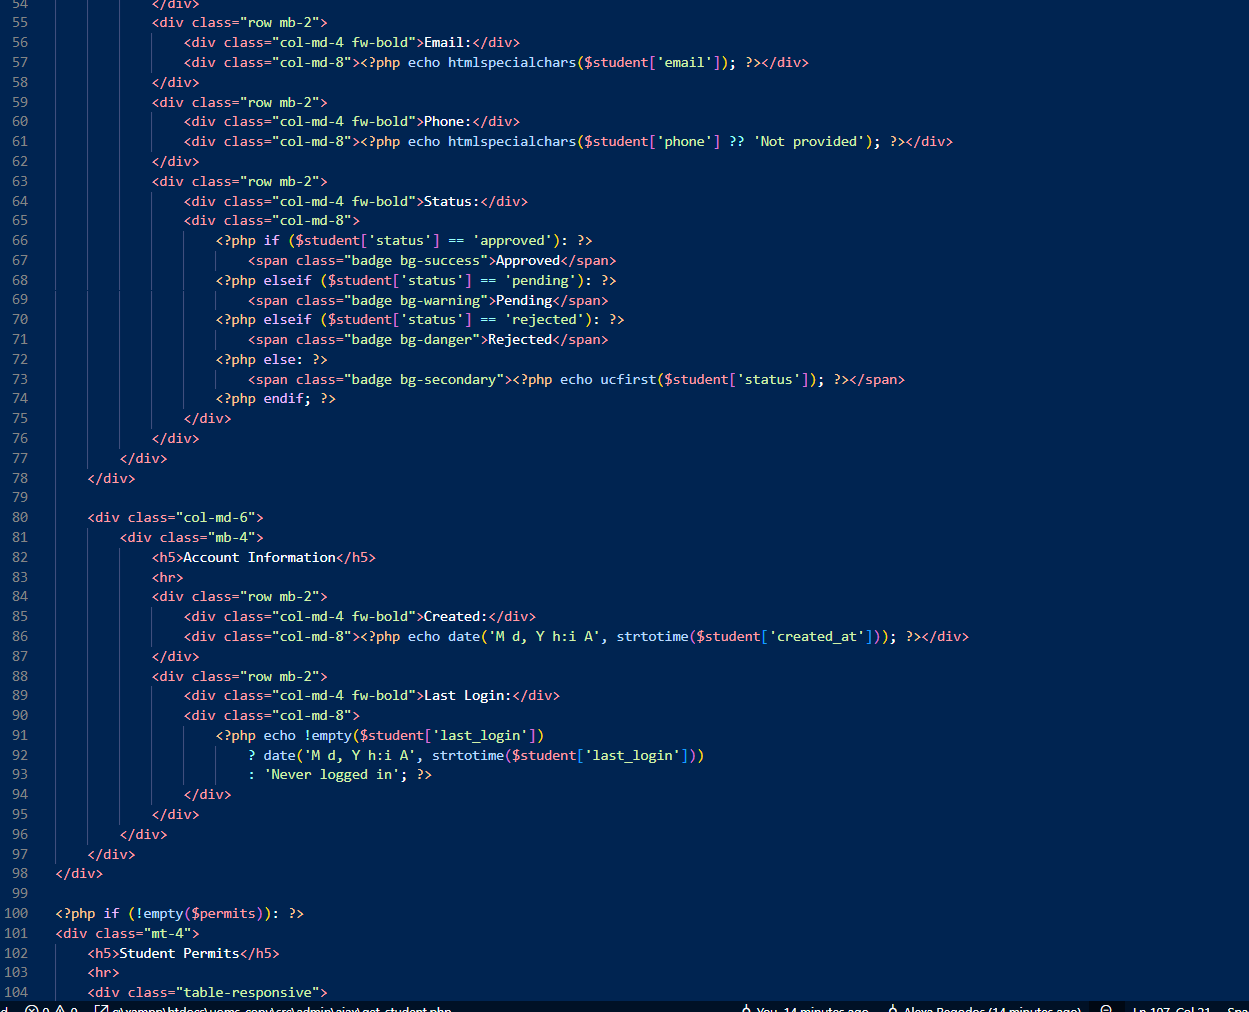 54 </div>
55 <div class="row mb-2">
56 <div class="col-md-4 fw-bold">Email:</div>
57 <div class="col-md-8"><?php echo htmlspecialchars($student['email']); ?></div>
58 </div>
59 <div class="row mb-2">
60 <div class="col-md-4 fw-bold">Phone:</div>
61 <div class="col-md-8"><?php echo htmlspecialchars($student['phone'] ?? 'Not provided'); ?></div>
62 </div>
63 <div class="row mb-2">
64 <div class="col-md-4 fw-bold">Status:</div>
65 <div class="col-md-8">
66 <?php if ($student['status'] == 'approved'): ?>
67 <span class="badge bg-success">Approved</span>
68 <?php elseif ($student['status'] == 'pending'): ?>
69 <span class="badge bg-warning">Pending</span>
70 <?php elseif ($student['status'] == 'rejected'): ?>
71 <span class="badge bg-danger">Rejected</span>
72 <?php else: ?>
73 <span class="badge bg-secondary"><?php echo ucfirst($student['status']); ?></span>
74 <?php endif; ?>
75 </div>
76 </div>
77 </div>
78 </div>
79
80 <div class="col-md-6">
81 <div class="mb-4">
82 <h5>Account Information</h5>
83 <hr>
84 <div class="row mb-2">
85 <div class="col-md-4 fw-bold">Created:</div>
86 <div class="col-md-8"><?php echo date('M d, Y h:i A', strtotime($student['created_at'])); ?></div>
87 </div>
88 <div class="row mb-2">
89 <div class="col-md-4 fw-bold">Last Login:</div>
90 <div class="col-md-8">
91 <?php echo !empty($student['last_login'])
92 ? date('M d, Y h:i A', strtotime($student['last_login']))
93 : 'Never logged in'; ?>
94 </div>
95 </div>
96 </div>
97 </div>
98 </div>
99
100 <?php if (!empty($permits)): ?>
101 <div class="mt-4">
102 <h5>Student Permits</h5>
103 <hr>
104 <div class="table-responsive">
You, 14 minutes ago (14 minutes ago) Ln 107, Col 21